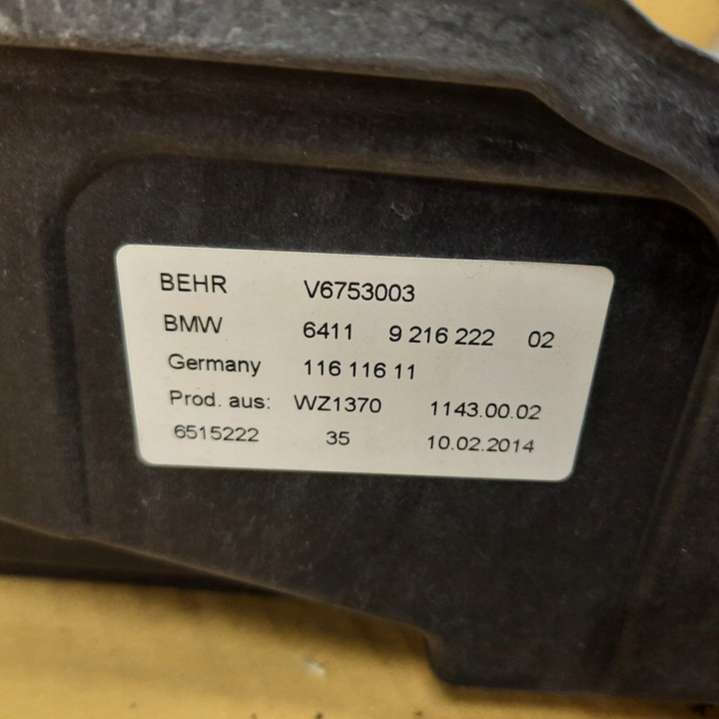 BEHR V6753003
BMW 6411 9 216 222 02
Germany 116 116 11
Prod. aus: WZ1370 1143.00.02
6515222 35 10.02.2014